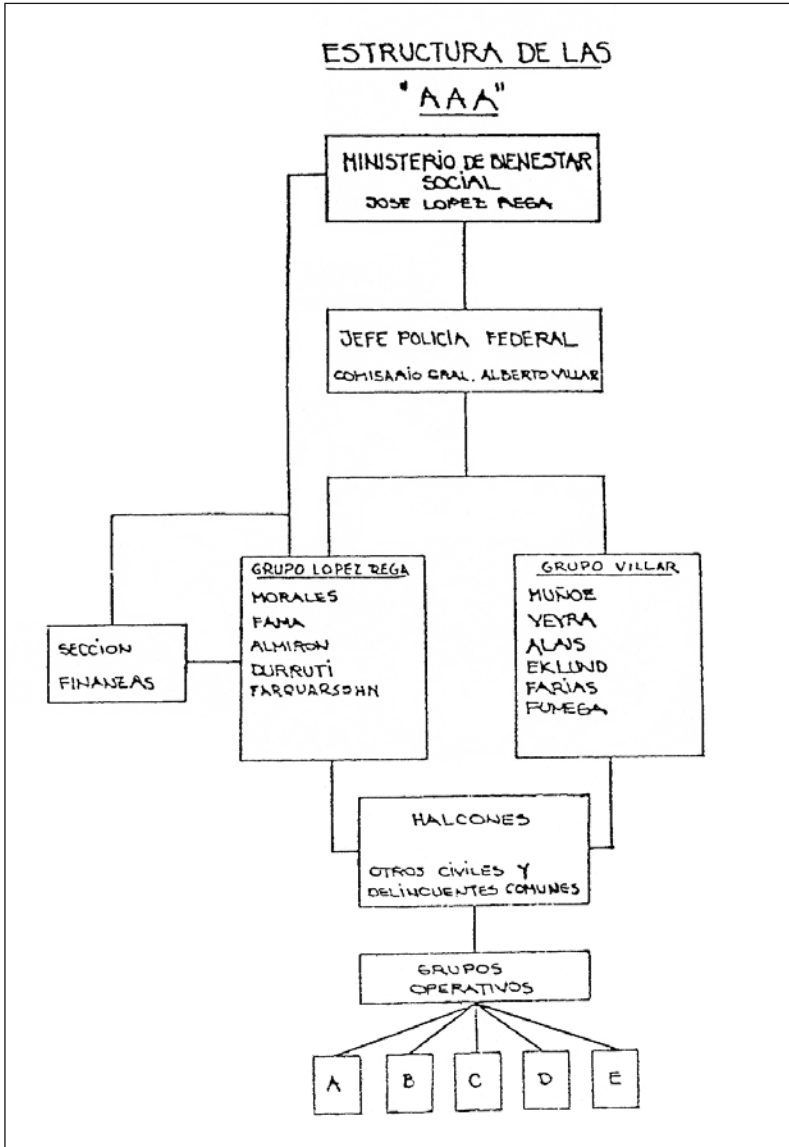 ESTRUCTURA DE LAS
"AAA"
MINISTERIO DE BIENESTAR
SOCIAL
JOSE LOPEZ REGA
JEFE POLICIA FEDERAL
COMISARIO GRAL. ALBERTO VILLAR
GRUPO LOPEZ REGA
MORALES
FAMA
ALMIRON
DURRUTI
FARQUARSOHN
GRUPO VILLAR
MUÑOZ
VEYRA
ALAIS
EKLUND
FARIAS
FUMEGA
SECCION
FINANZAS
HALCONES
OTROS CIVILES Y
DELINCUENTES COMUNES
GRUPOS
OPERATIVOS
A B C D E